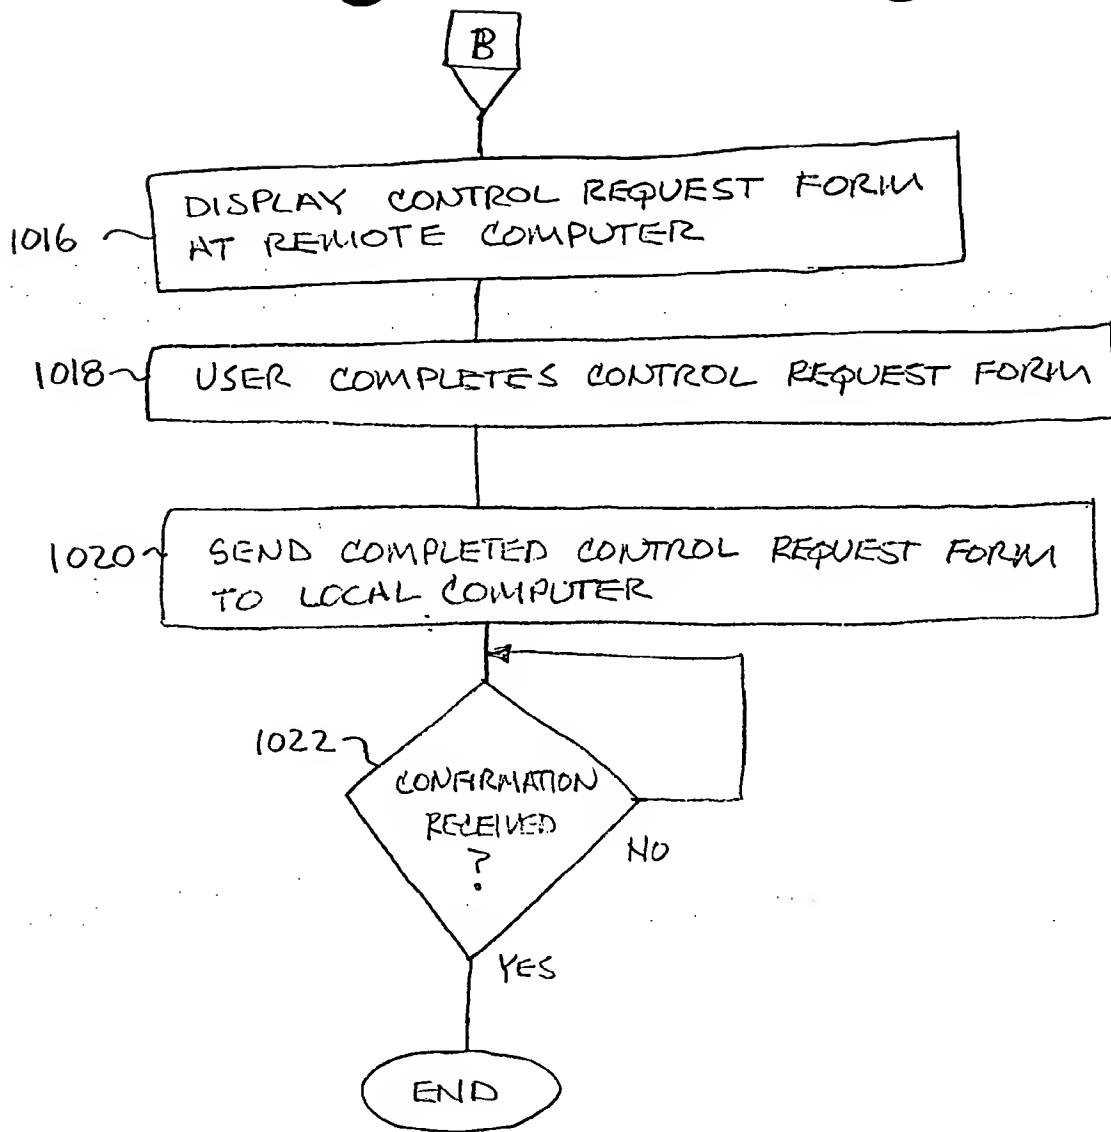 B
DISPLAY CONTROL REQUEST FORM
AT REMOTE COMPUTER
1016
1018
USER COMPLETES CONTROL REQUEST FORM
1020
SEND COMPLETED CONTROL REQUEST FORM
TO LOCAL COMPUTER
1022
CONFIRMATION
RECEIVED
?
NO
YES
END